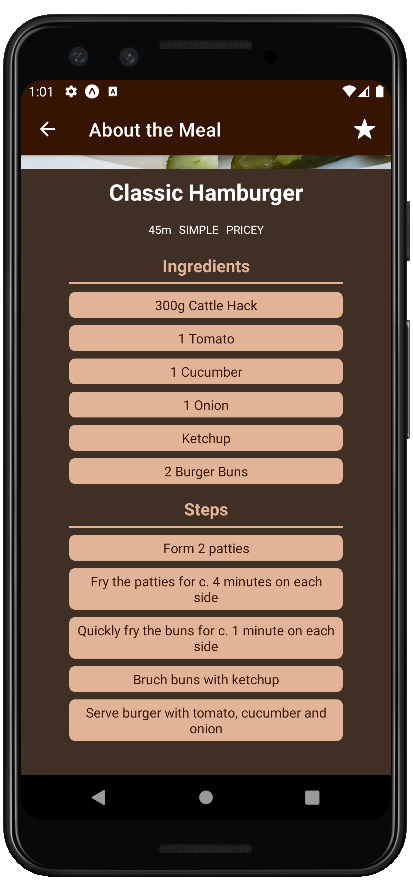 1:01
About the Meal
Classic Hamburger
45m SIMPLE PRICEY
Ingredients
300g Cattle Hack
1 Tomato
1 Cucumber
1 Onion
Ketchup
2 Burger Buns
Steps
Form 2 patties
Fry the patties for c. 4 minutes on each
side
Quickly fry the buns for c. 1 minute on each
side
Bruch buns with ketchup
Serve burger with tomato, cucumber and
onion